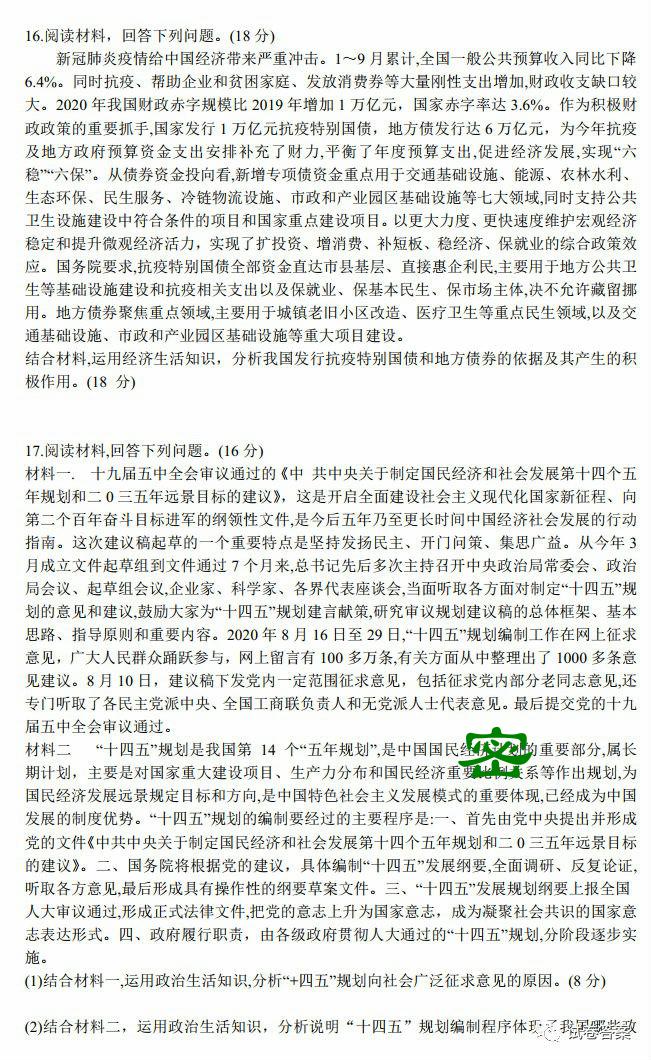 16.阅读材料，回答下列问题。(18 分)
新冠肺炎疫情给中国经济带来严重冲击。1～9 月累计,全国一般公共预算收入同比下降
6.4%。同时抗疫、帮助企业和贫困家庭、发放消费券等大量刚性支出增加,财政收支缺口较
大。2020 年我国财政赤字规模比 2019 年增加 1 万亿元，国家赤字率达 3.6%。作为积极财
政政策的重要抓手,国家发行 1 万亿元抗疫特别国债，地方债发行达 6 万亿元，为今年抗疫
及地方政府预算资金支出安排补充了财力,平衡了年度预算支出,促进经济发展,实现“六
稳”“六保”。从债券资金投向看,新增专项债资金重点用于交通基础设施、能源、农林水利、
生态环保、民生服务、冷链物流设施、市政和产业园区基础设施等七大领域,同时支持公共
卫生设施建设中符合条件的项目和国家重点建设项目。以更大力度、更快速度维护宏观经济
稳定和提升微观经济活力，实现了扩投资、增消费、补短板、稳经济、保就业的综合政策效
应。国务院要求,抗疫特别国债全部资金直达市县基层、直接惠企利民,主要用于地方公共卫
生等基础设施建设和抗疫相关支出以及保就业、保基本民生、保市场主体,决不允许藏留挪
用。地方债券聚焦重点领域,主要用于城镇老旧小区改造、医疗卫生等重点民生领域,以及交
通基础设施、市政和产业园区基础设施等重大项目建设。
结合材料,运用经济生活知识，分析我国发行抗疫特别国债和地方债券的依据及其产生的积
极作用。(18 分)
17.阅读材料,回答下列问题。(16 分)
材料一. 十九届五中全会审议通过的《中 共中央关于制定国民经济和社会发展第十四个五
年规划和二 0 三五年远景目标的建议》，这是开启全面建设社会主义现代化国家新征程、向
第二个百年奋斗目标进军的纲领性文件,是今后五年乃至更长时间中国经济社会发展的行动
指南。这次建议稿起草的一个重要特点是坚持发扬民主、开门问策、集思广益。从今年 3
月成立文件起草组到文件通过 7 个月来,总书记先后多次主持召开中央政治局常委会、政治
局会议、起草组会议,企业家、科学家、各界代表座谈会,当面听取各方面对制定“十四五”规
划的意见和建议,鼓励大家为“十四五”规划建言献策,研究审议规划建议稿的总体框架、基本
思路、指导原则和重要内容。2020 年 8 月 16 日至 29 日,“十四五”规划编制工作在网上征求
意见，广大人民群众踊跃参与，网上留言有 100 多万条,有关方面从中整理出了 1000 多条意
见建议。8 月 10 日，建议稿下发党内一定范围征求意见，包括征求党内部分老同志意见,还
专门听取了各民主党派中央、全国工商联负责人和无党派人士代表意见。最后提交党的十九
届五中全会审议通过。
材料二 “十四五”规划是我国第 14 个“五年规划”,是中国国民经济计划的重要部分,属长
期计划，主要是对国家重大建设项目、生产力分布和国民经济重要比例关系等作出规划,为
国民经济发展远景规定目标和方向,是中国特色社会主义发展模式的重要体现,已经成为中国
发展的制度优势。“十四五”规划的编制要经过的主要程序是:一、首先由党中央提出并形成
党的文件《中共中央关于制定国民经济和社会发展第十四个五年规划和二 0 三五年远景目标
的建议》。二、国务院将根据党的建议，具体编制“十四五”发展纲要,全面调研、反复论证,
听取各方意见,最后形成具有操作性的纲要草案文件。三、“十四五”发展规划纲要上报全国
人大审议通过,形成正式法律文件,把党的意志上升为国家意志，成为凝聚社会共识的国家意
志表达形式。四、政府履行职责，由各级政府贯彻人大通过的“十四五”规划,分阶段逐步实
施。
(1)结合材料一,运用政治生活知识,分析“+四五”规划向社会广泛征求意见的原因。(8 分)
(2)结合材料二，运用政治生活知识，分析说明“十四五”规划编制程序体现了我国哪些政
密
试卷答案